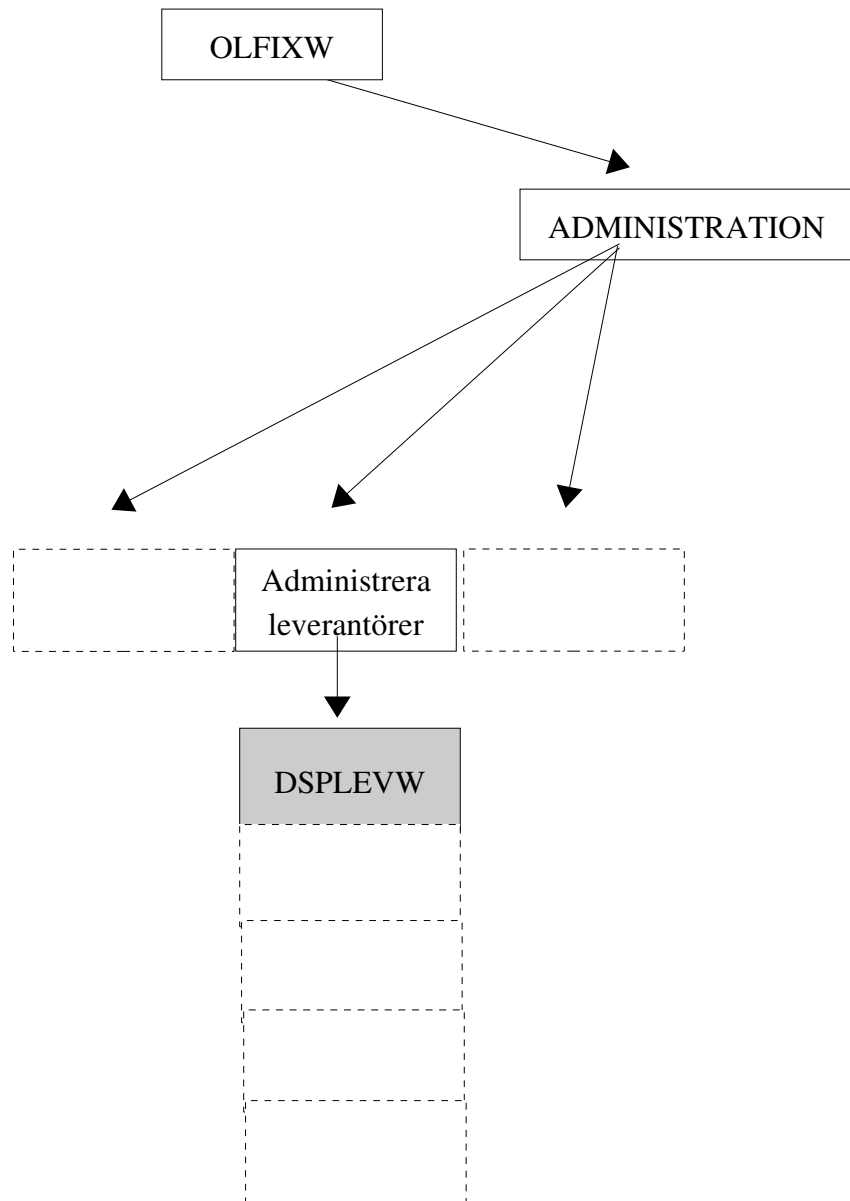 OLFIXW
ADMINISTRATION
Administrera
leverantörer
DSPLEVW